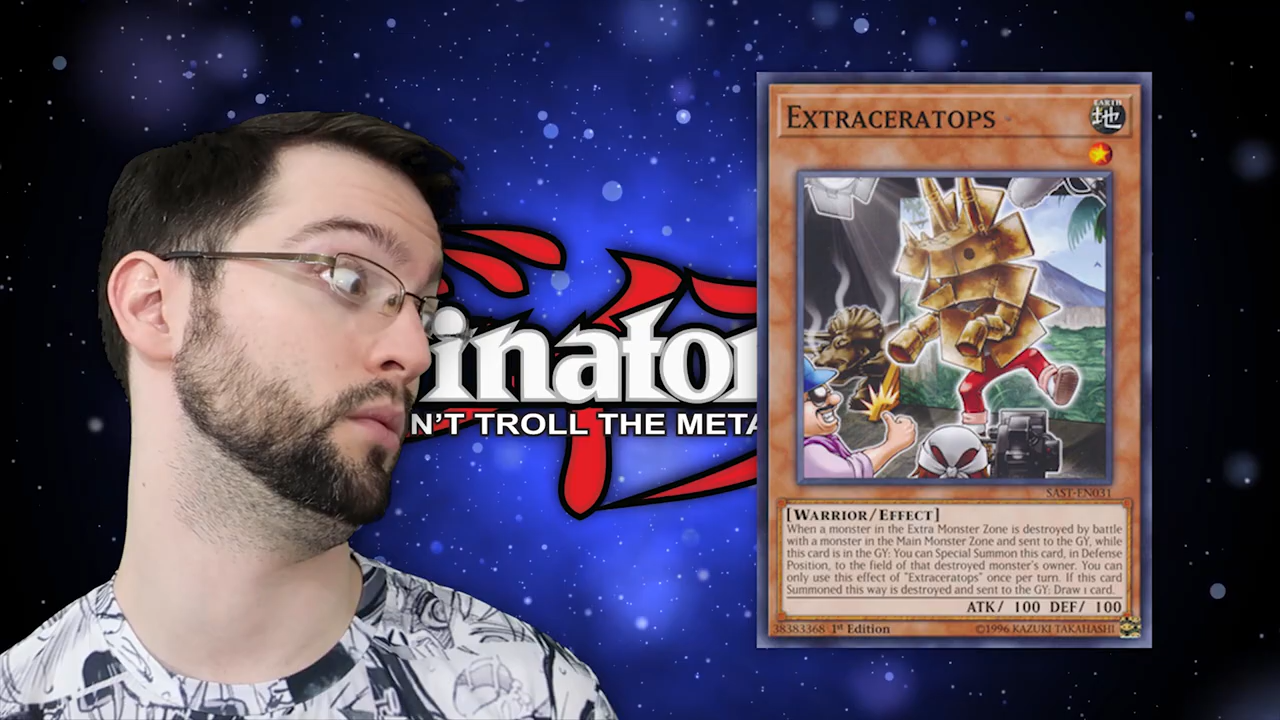 inator
N'T TROLL THE META
EXTRACERATOPS
EARTH
地
SAST-EN031
[WARRIOR/EFFECT]
When a monster in the Extra Monster Zone is destroyed by battle
with a monster in the Main Monster Zone and sent to the GY, while
this card is in the GY: You can Special Summon this card, in Defense
Position, to the field of that destroyed monster's owner. You can
only use this effect of "Extraceratops" once per turn. If this card
Summoned this way is destroyed and sent to the GY: Draw 1 card.
ATK/ 100 DEF/ 100
38383368 1st Edition ©1996 KAZUKI TAKAHASHI